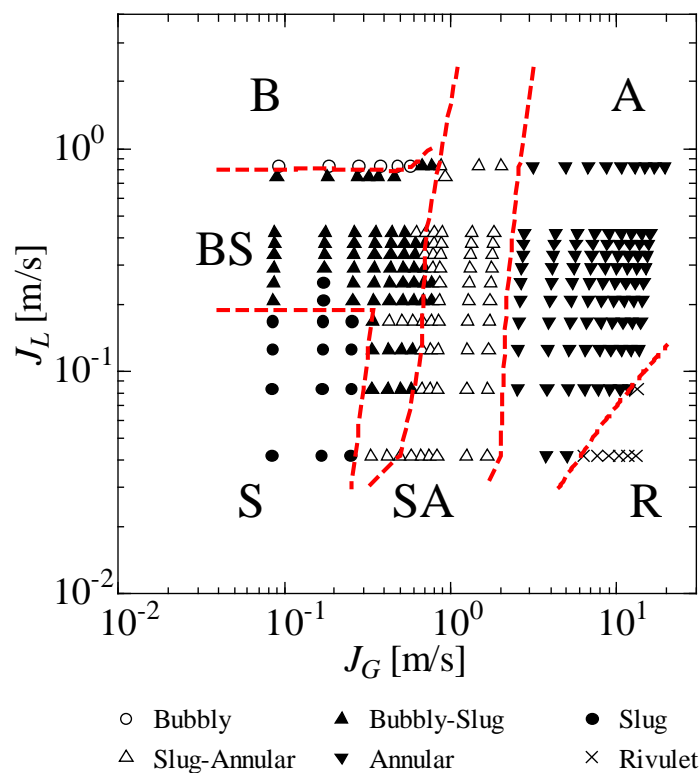 B
A
10^0
BS
J_L [m/s]
10^-1
S
SA
R
10^-2
10^-2
10^-1
10^0
10^1
J_G [m/s]
Bubbly
Bubbly-Slug
Slug
Slug-Annular
Annular
Rivulet